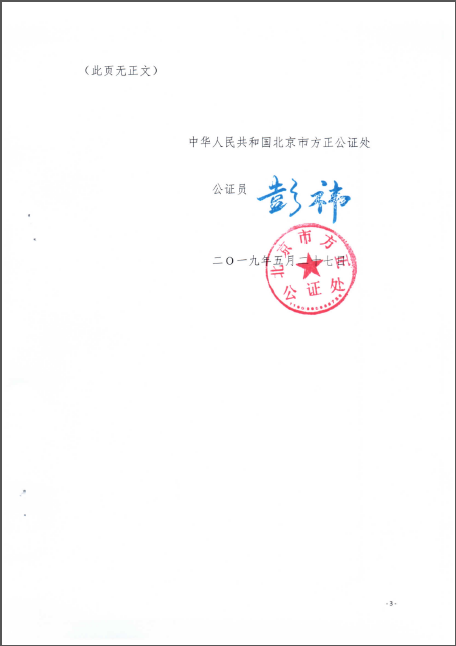 （此页无正文）
中华人民共和国北京市方正公证处
公证员 彭祎
二〇一九年五月二十七日
北京市方正
公证处
- 3 -